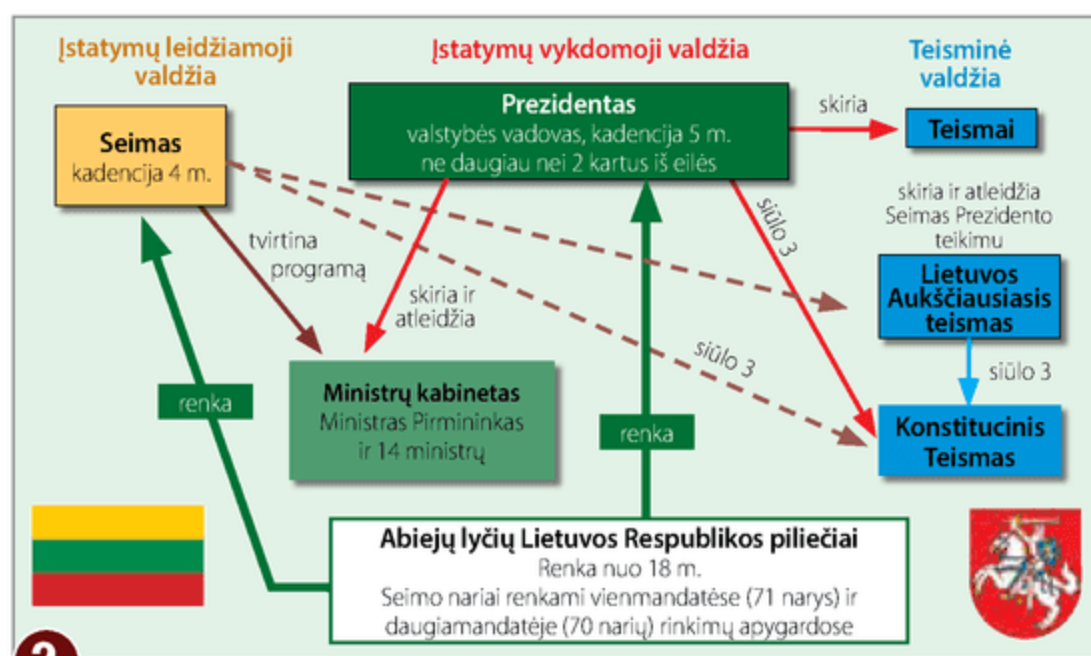 Įstatymų leidžiamoji
valdžia
Įstatymų vykdomoji valdžia
Teisminė
valdžia
Seimas
kadencija 4 m.
Prezidentas
valstybės vadovas, kadencija 5 m.
ne daugiau nei 2 kartus iš eilės
skiria
Teismai
skiria ir atleidžia
Seimas Prezidento
teikimu
Lietuvos
Aukščiausiasis
teismas
siūlo 3
Konstitucinis
Teismas
tvirtina
programą
skiria ir
atleidžia
siūlo 3
siūlo 3
Ministrų kabinetas
Ministras Pirmininkas
ir 14 ministrų
renka
renka
Abiejų lyčių Lietuvos Respublikos piliečiai
Renka nuo 18 m.
Seimo nariai renkami vienmandatėse (71 narys) ir
daugiamandatėje (70 narių) rinkimų apygardose